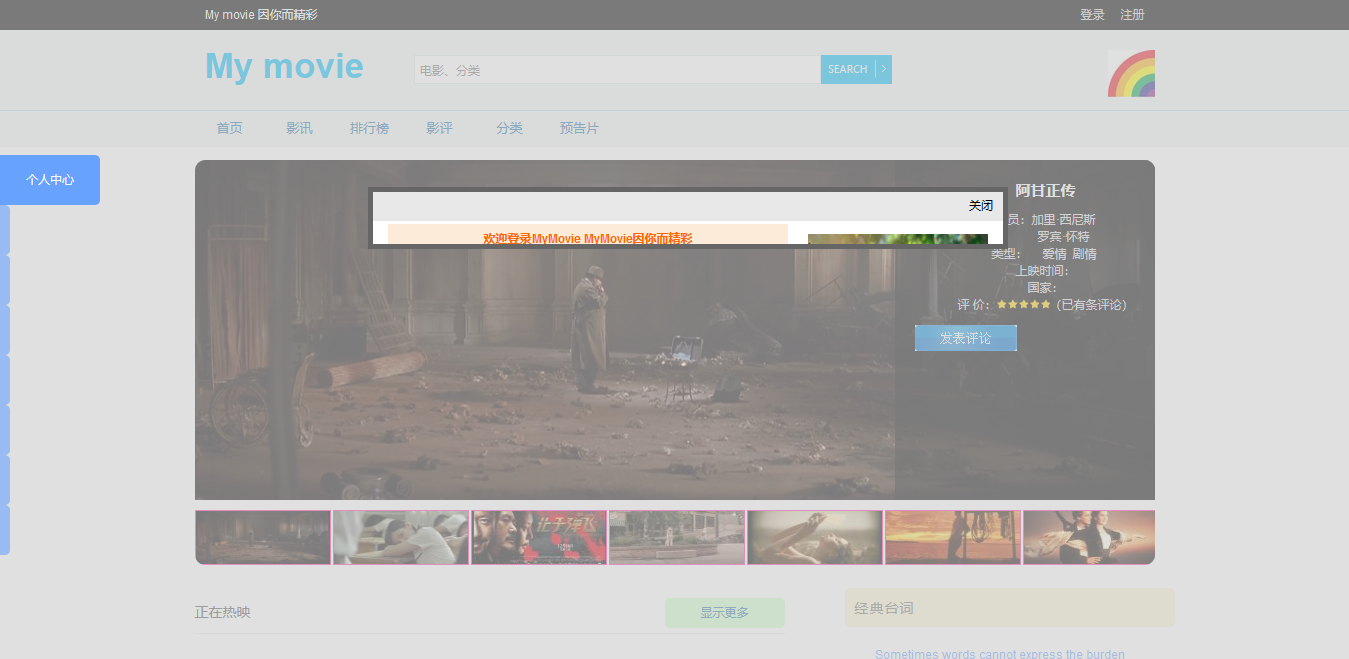 My movie 因你而精彩
登录 注册
My movie
电影、分类
SEARCH
首页 影讯 排行榜 影评 分类 预告片
个人中心
关闭
欢迎登录MyMovie MyMovie因你而精彩
阿甘正传
员：加里·西尼斯
罗宾·怀特
类型： 爱情 剧情
上映时间：
国家：
评 价： ★★★★★ (已有条评论)
发表评论
让子弹飞
正在热映
显示更多
经典台词
Sometimes words cannot express the burden